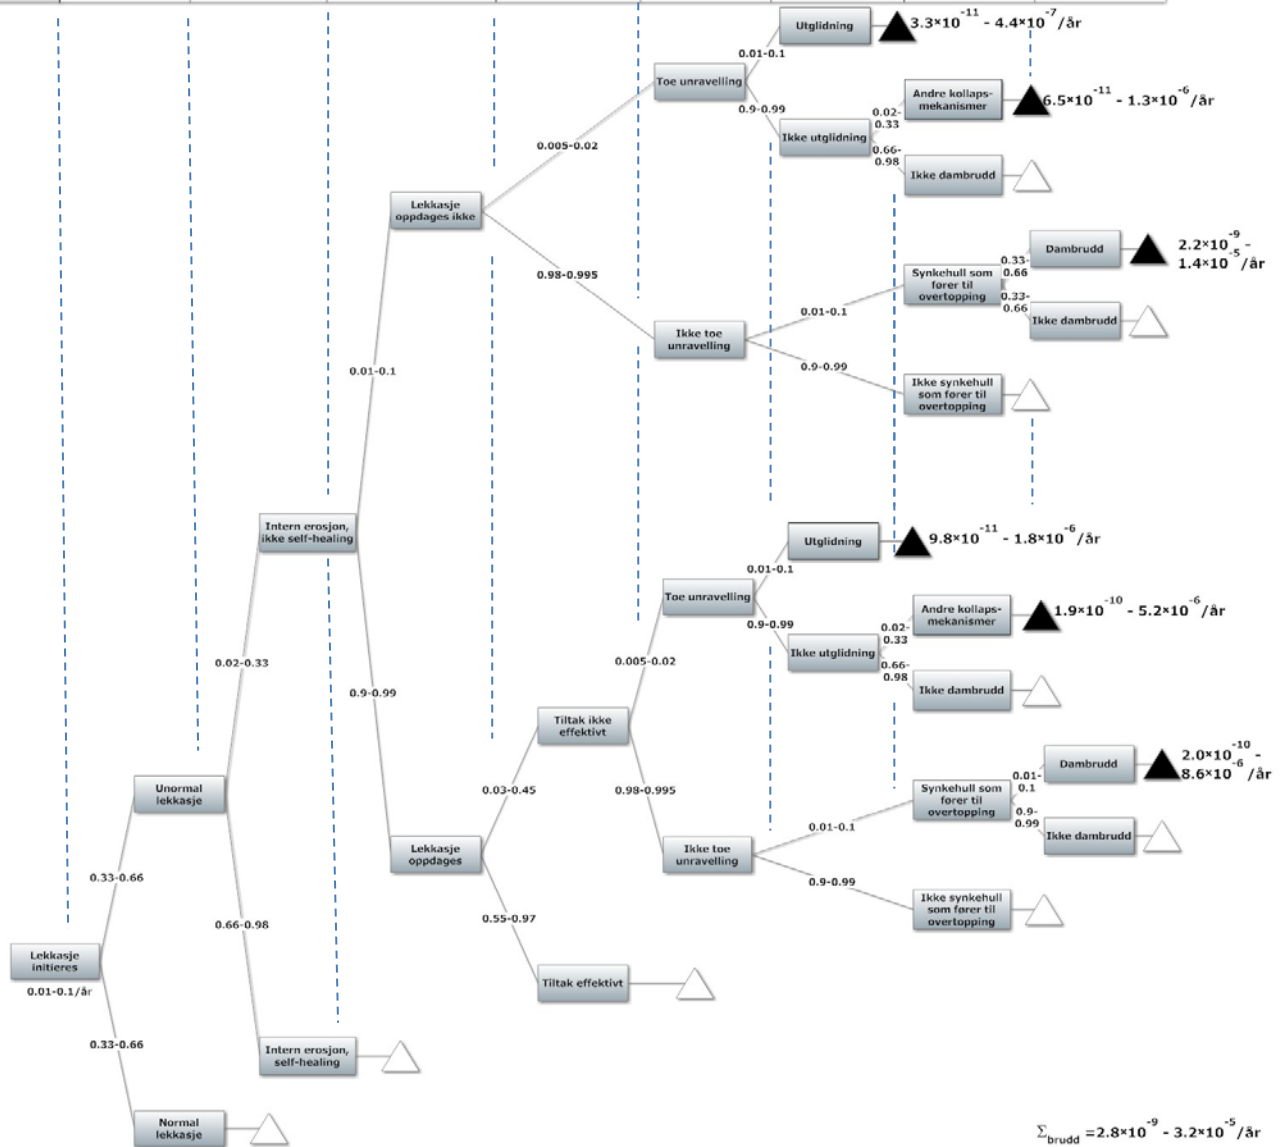 Utglidning
3.3×10⁻¹¹ - 4.4×10⁻⁷/år
0.01-0.1
Toe unravelling
0.9-0.99
Andre kollaps-
mekanismer
6.5×10⁻¹¹ - 1.3×10⁻⁶/år
0.02-
0.33
Ikke utglidning
0.66-
0.98
Ikke dambrudd
0.005-0.02
Lekkasje
oppdages ikke
0.98-0.995
Dambrudd
2.2×10⁻⁹ -
1.4×10⁻⁵/år
0.33-
0.66
Synkehull som
fører til
overtopping
0.33-
0.66
Ikke dambrudd
0.01-0.1
Ikke toe
unravelling
0.9-0.99
Ikke synkehull
som fører til
overtopping
0.01-0.1
Intern erosjon,
ikke self-healing
Utglidning
9.8×10⁻¹¹ - 1.8×10⁻⁶/år
0.01-0.1
Toe unravelling
0.9-0.99
Andre kollaps-
mekanismer
1.9×10⁻¹⁰ - 5.2×10⁻⁶/år
0.02-
0.33
Ikke utglidning
0.66-
0.98
Ikke dambrudd
0.02-0.33
0.9-0.99
0.005-0.02
Tiltak ikke
effektivt
0.03-0.45
0.98-0.995
Dambrudd
2.0×10⁻¹⁰ -
8.6×10⁻⁶/år
0.01-
0.1
Synkehull som
fører til
overtopping
0.9-
0.99
Ikke dambrudd
Unormal
lekkasje
0.01-0.1
Lekkasje
oppdages
Ikke toe
unravelling
0.9-0.99
Ikke synkehull
som fører til
overtopping
0.33-0.66
0.66-0.98
0.55-0.97
Lekkasje
initieres
0.01-0.1/år
Tiltak effektivt
0.33-0.66
Intern erosjon,
self-healing
Normal
lekkasje
Σbrudd =2.8×10⁻⁹ - 3.2×10⁻⁵/år